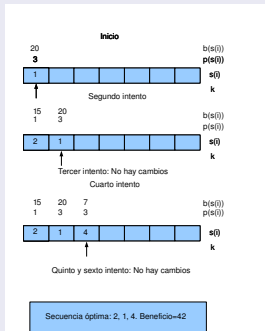 Inicio
20 b(s(i))
3 p(s(i))
1 s(i)
k
Segundo intento
15 20 b(s(i))
1 3 p(s(i))
2 1 s(i)
k
Tercer intento: No hay cambios
Cuarto intento
15 20 7 b(s(i))
1 3 3 p(s(i))
2 1 4 s(i)
k
Quinto y sexto intento: No hay cambios
Secuencia óptima: 2, 1, 4. Beneficio=42